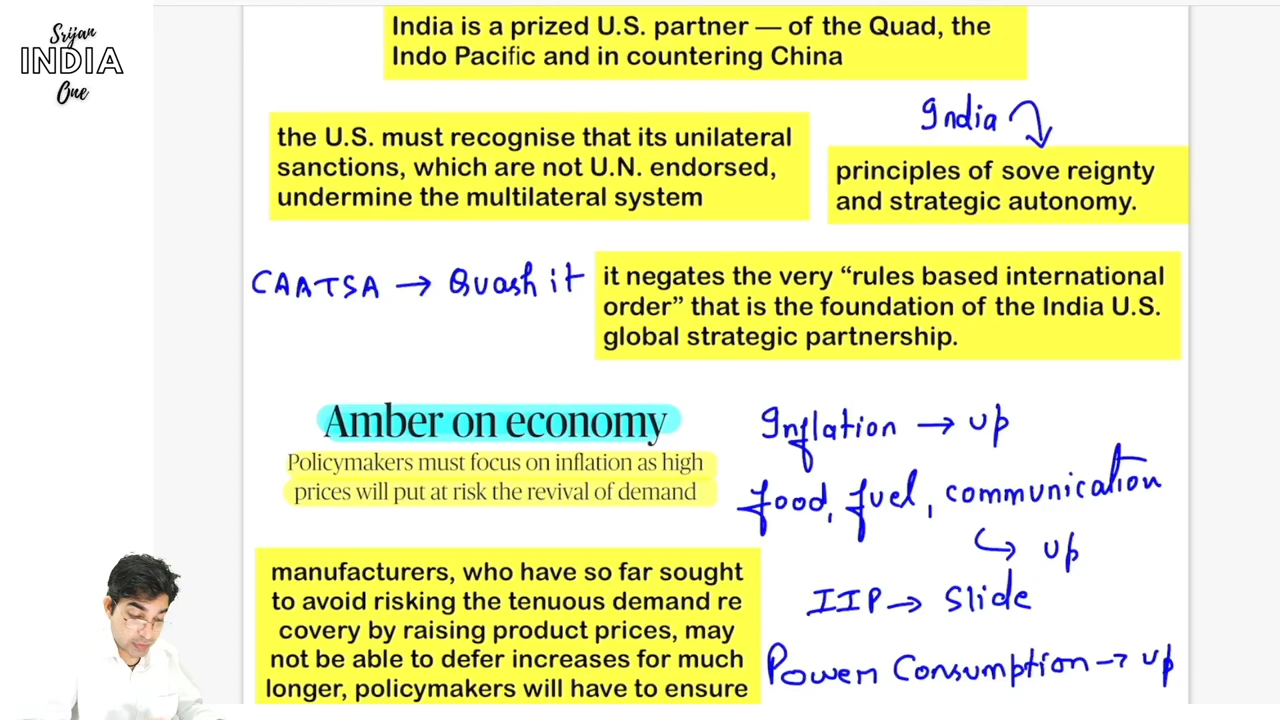 Srijan
INDIA
One
India is a prized U.S. partner — of the Quad, the
Indo Pacific and in countering China
the U.S. must recognise that its unilateral
sanctions, which are not U.N. endorsed,
undermine the multilateral system
India
principles of sove reignty
and strategic autonomy.
CAATSA → Quash it
it negates the very “rules based international
order” that is the foundation of the India U.S.
global strategic partnership.
Amber on economy
Policymakers must focus on inflation as high
prices will put at risk the revival of demand
Inflation → up
food, fuel, communication
↳ up
IIP → Slide
Power Consumption → up
manufacturers, who have so far sought
to avoid risking the tenuous demand re
covery by raising product prices, may
not be able to defer increases for much
longer, policymakers will have to ensure